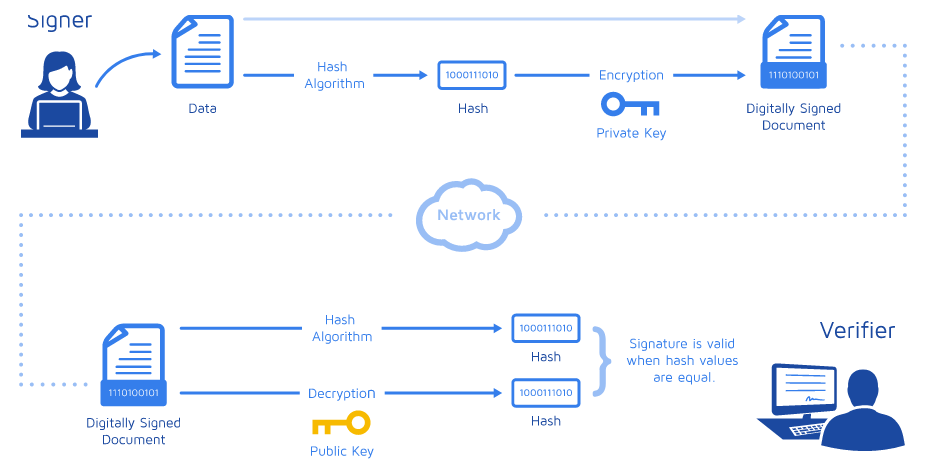 Signer
Hash
Algorithm
1000111010
Encryption
1110100101
Data
Hash
Private Key
Digitally Signed
Document
Network
Hash
Algorithm
1000111010
Hash
Signature is valid
when hash values
are equal.
Verifier
1110100101
Decryption
1000111010
Digitally Signed
Document
Public Key
Hash